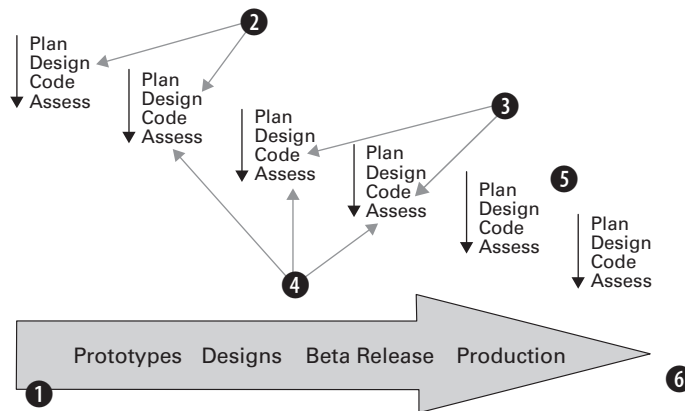 2
Plan
Design
Code
Assess
Plan
Design
Code
Assess
3
Plan
Design
Code
Assess
Plan
Design
Code
Assess
5
Plan
Design
Code
Assess
Plan
Design
Code
Assess
4
Prototypes Designs Beta Release Production
1
6